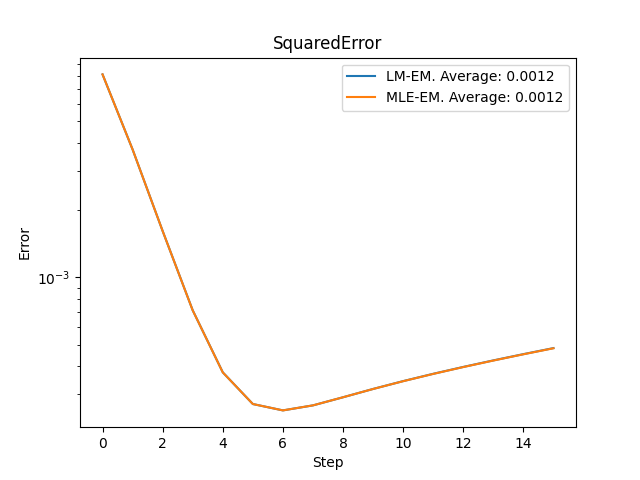 SquaredError
LM-EM. Average: 0.0012
MLE-EM. Average: 0.0012
Error
10⁻³
0 2 4 6 8 10 12 14
Step